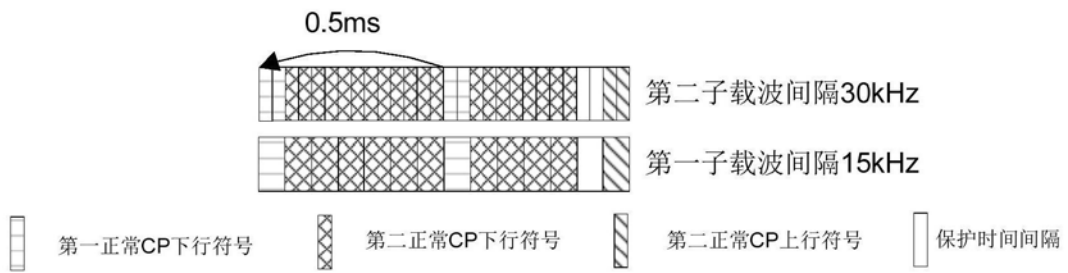 0.5ms
第二子载波间隔30kHz
第一子载波间隔15kHz
第一正常CP下行符号
第二正常CP下行符号
第二正常CP上行符号
保护时间间隔